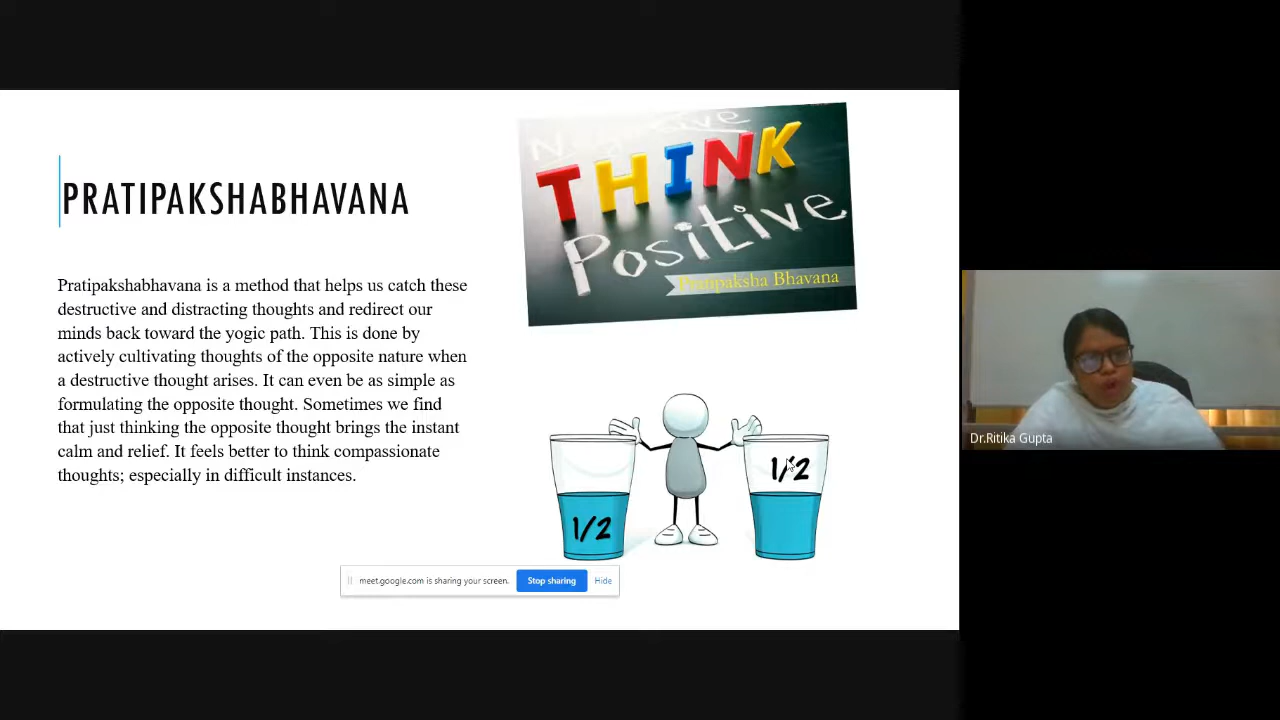 PRATIPAKSHABHAVANA
Pratipakshabhavana is a method that helps us catch these
destructive and distracting thoughts and redirect our
minds back toward the yogic path. This is done by
actively cultivating thoughts of the opposite nature when
a destructive thought arises. It can even be as simple as
formulating the opposite thought. Sometimes we find
that just thinking the opposite thought brings the instant
calm and relief. It feels better to think compassionate
thoughts; especially in difficult instances.
Negative
THINK
Positive
Pratipaksha Bhavana
1/2
1/2
meet.google.com is sharing your screen.
Stop sharing
Hide
Dr.Ritika Gupta